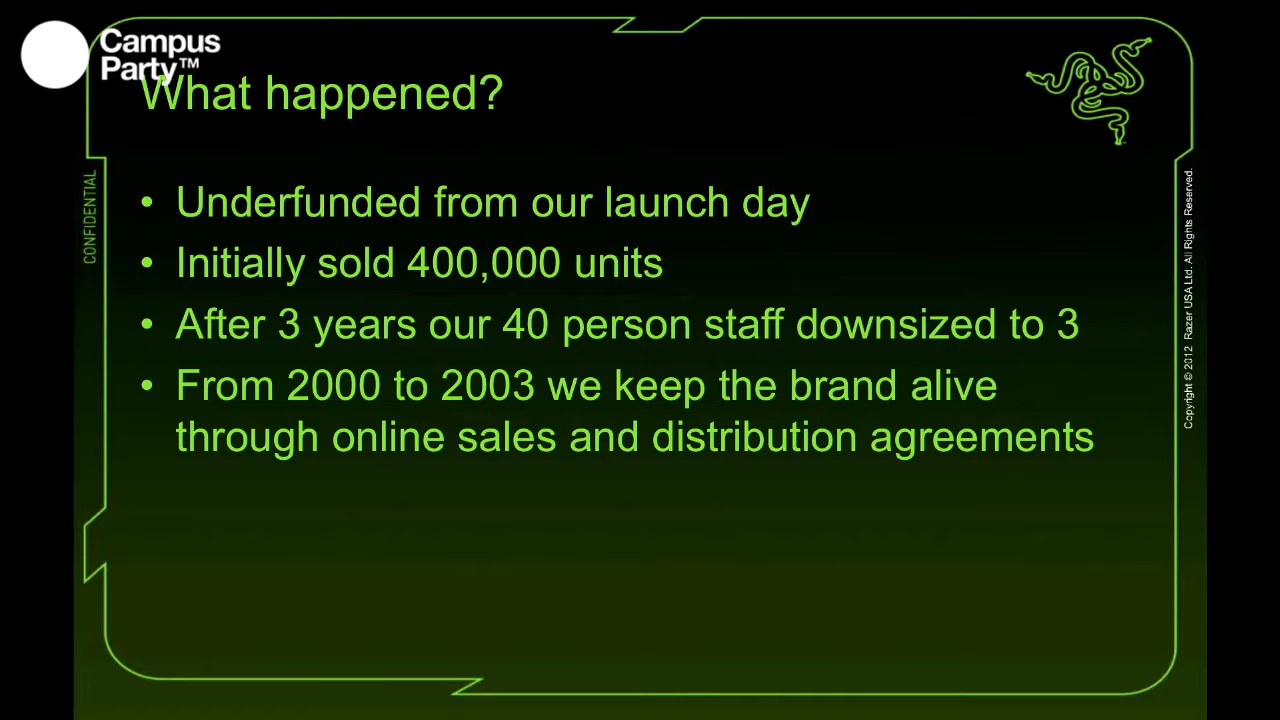 Campus
Party™
What happened?
CONFIDENTIAL
• Underfunded from our launch day
• Initially sold 400,000 units
• After 3 years our 40 person staff downsized to 3
• From 2000 to 2003 we keep the brand alive
through online sales and distribution agreements
Copyright © 2012 Razer USA Ltd. All Rights Reserved.